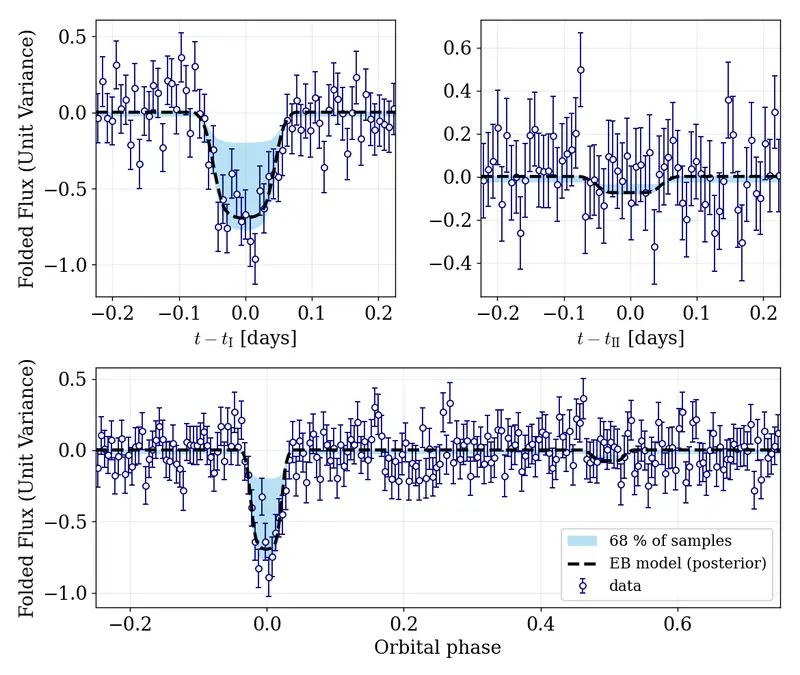 Folded Flux (Unit Variance)
0.5
0.0
−0.5
−1.0
−0.2 −0.1 0.0 0.1 0.2
t − tI [days]
0.6
0.4
0.2
0.0
−0.2
−0.4
−0.2 −0.1 0.0 0.1 0.2
t − tII [days]
Folded Flux (Unit Variance)
0.5
0.0
−0.5
−1.0
68 % of samples
EB model (posterior)
data
−0.2 0.0 0.2 0.4 0.6
Orbital phase